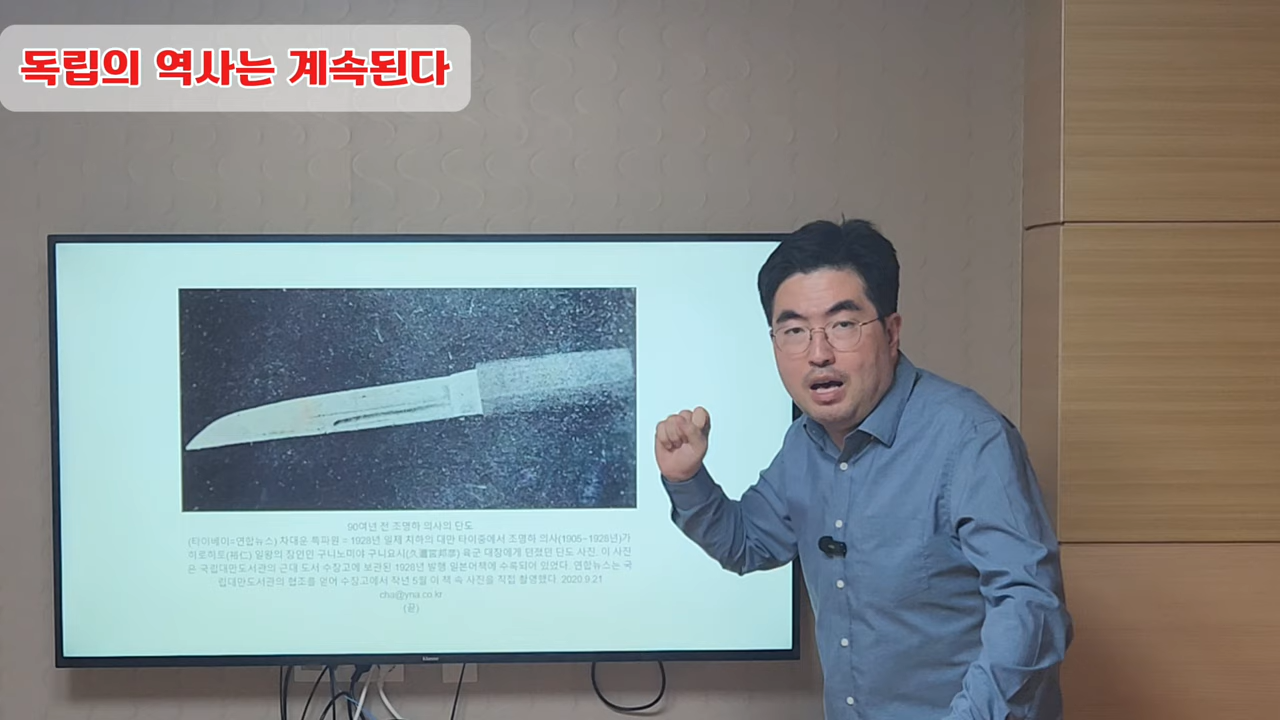 독립의 역사는 계속된다
90여년 전 조명하 의사의 단도
(타이베이=연합뉴스) 차대운 특파원 = 1928년 일제 치하의 대만 타이중에서 조명하 의사(1905~1928년)가
히로히토(裕仁) 일왕의 장인인 구니노미야 구니요시(久邇宮邦彦) 육군 대장에게 던졌던 단도 사진. 이 사진
은 국립대만도서관의 근대 도서 수장고에 보관된 1928년 발행 일본어책에 수록되어 있었다. 연합뉴스는 국
립대만도서관의 협조를 얻어 수장고에서 작년 5월 이 책 속 사진을 직접 촬영했다. 2020.9.21
cha@yna.co.kr
(끝)